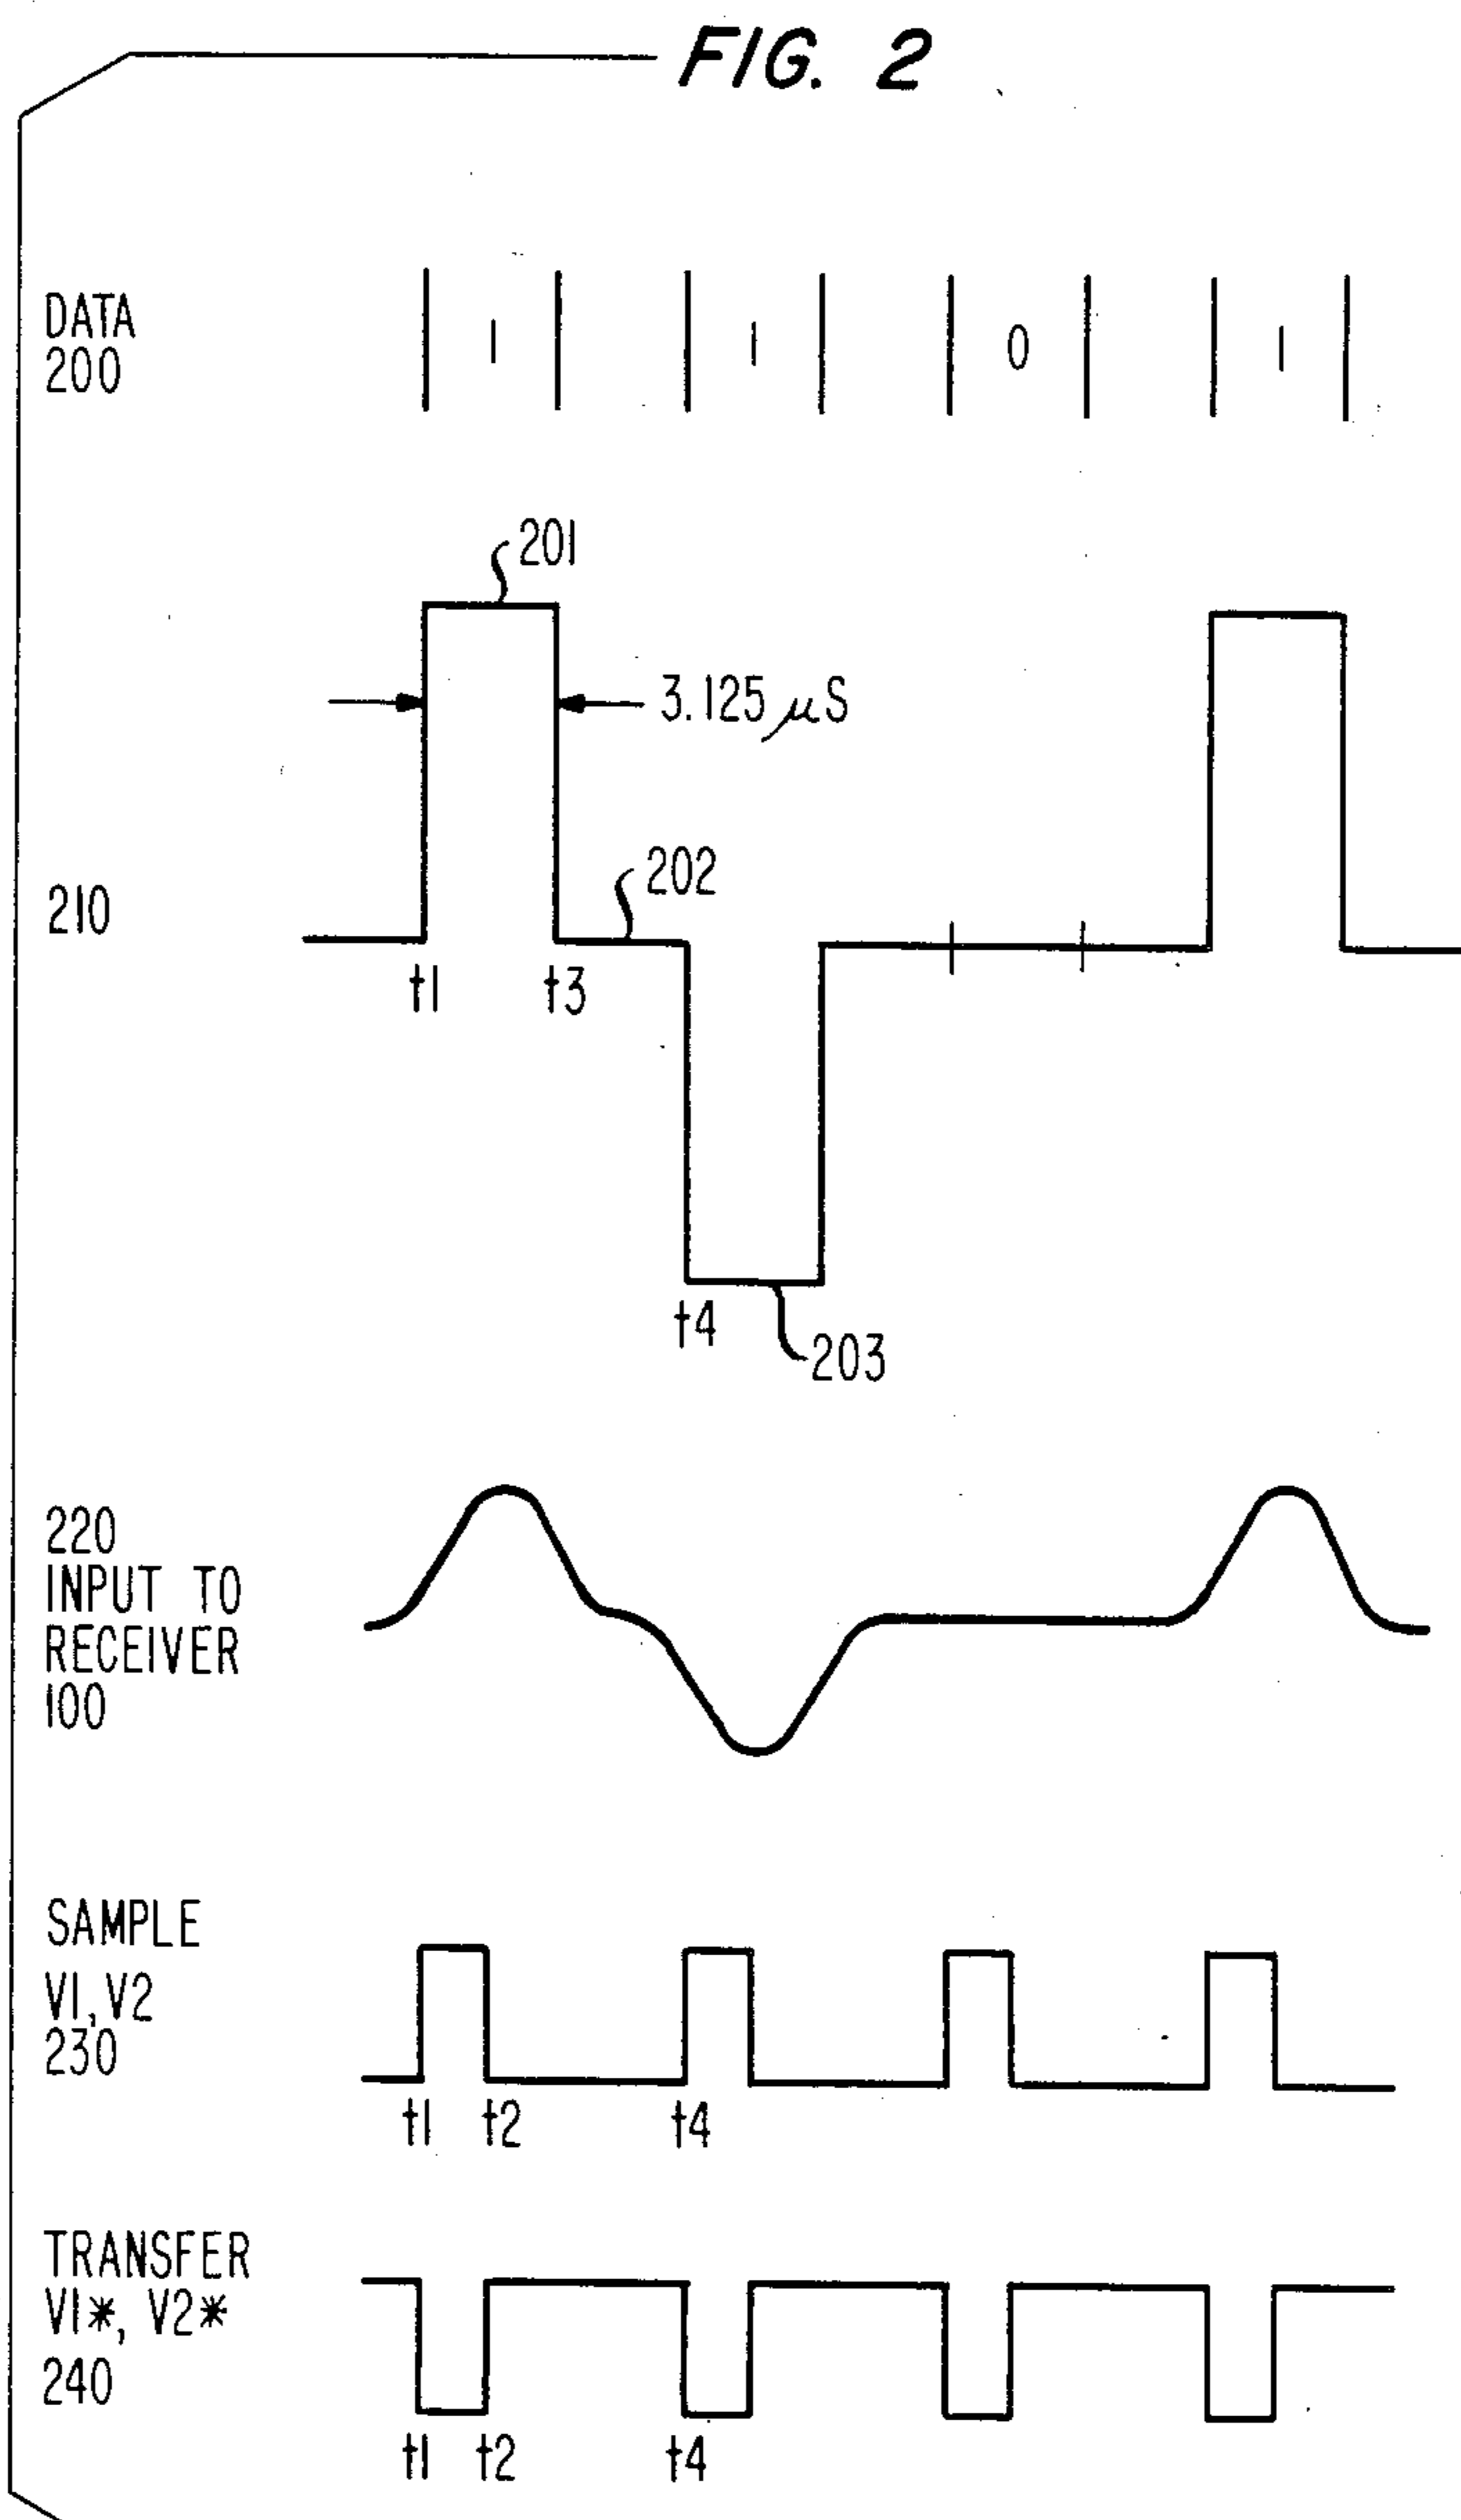 FIG. 2
DATA
200
1 1 0 1
201
3.125 μS
202
210
t1 t3
t4
203
220
INPUT TO
RECEIVER
100
SAMPLE
V1, V2
230
t1 t2 t4
TRANSFER
V1*, V2*
240
t1 t2 t4